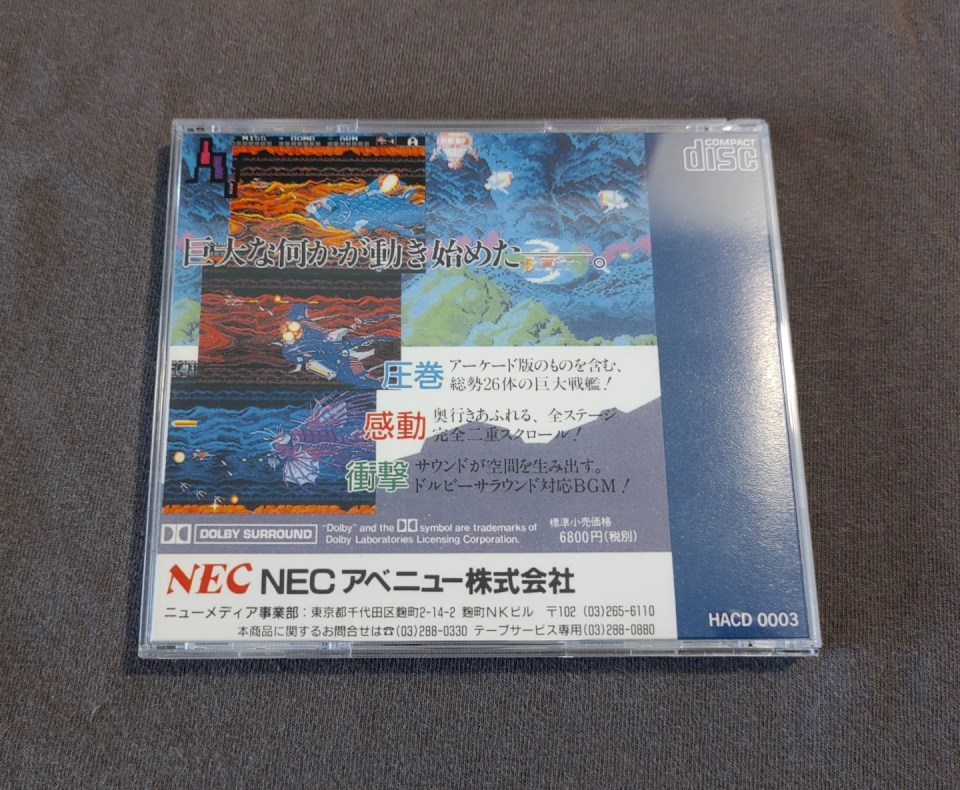 MISS BOMB ARM
A
COMPACT
disc
巨大な何かが動き始めた——。
圧巻 アーケード版のものを含む、
総勢26体の巨大戦艦!
感動 奥行きあふれる、全ステージ
完全二重スクロール!
衝撃 サウンドが空間を生み出す。
ドルビーサラウンド対応BGM!
DOLBY SURROUND
"Dolby" and the DD symbol are trademarks of
Dolby Laboratories Licensing Corporation.
標準小売価格
6800円(税別)
NEC NECアベニュー株式会社
ニューメディア事業部:東京都千代田区麹町2-14-2 麹町NKビル 〒102 (03)265-6110
本商品に関するお問合せは☎(03)288-0330 テープサービス専用(03)288-0880
HACD 0003